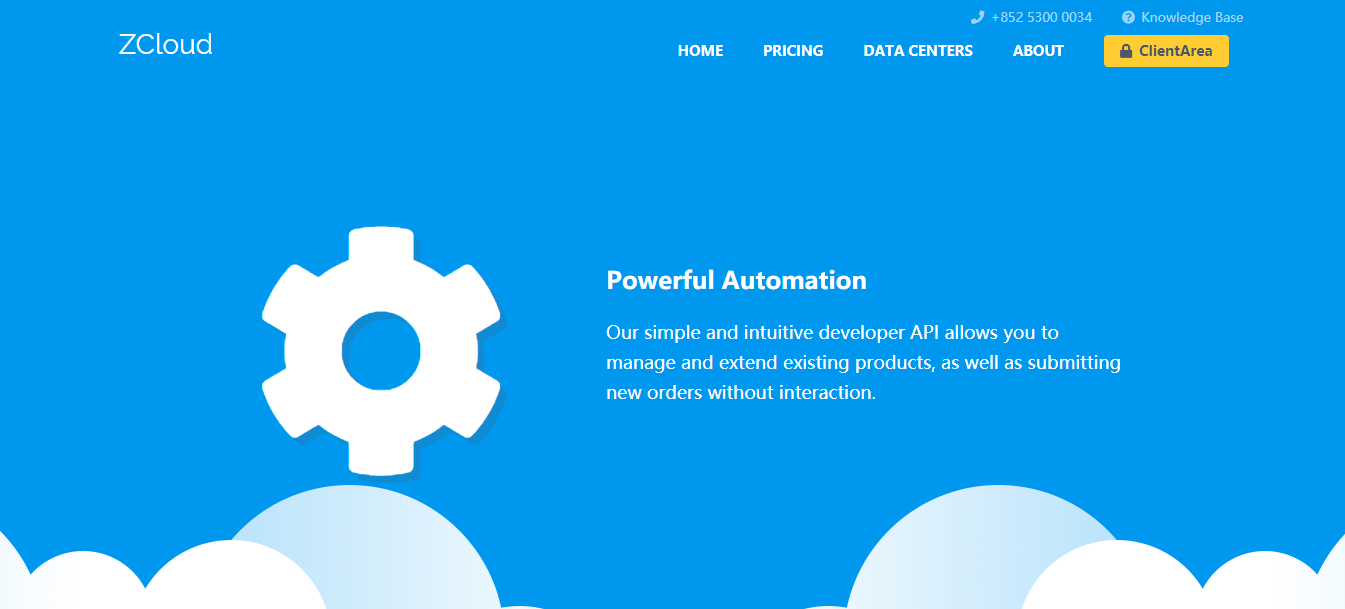 +852 5300 0034 Knowledge Base
ZCloud
HOME PRICING DATA CENTERS ABOUT ClientArea
Powerful Automation
Our simple and intuitive developer API allows you to
manage and extend existing products, as well as submitting
new orders without interaction.